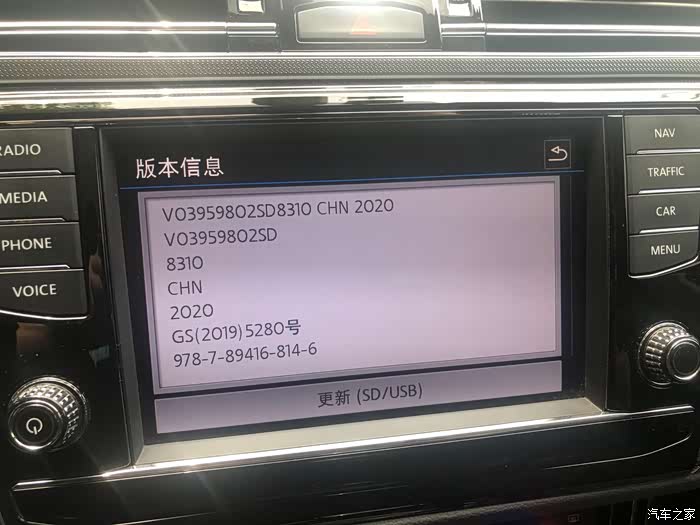 RADIO
MEDIA
PHONE
VOICE
版本信息
V03959802SD8310 CHN 2020
V03959802SD
8310
CHN
2020
GS(2019)5280号
978-7-89416-814-6
更新 (SD/USB)
NAV
TRAFFIC
CAR
MENU
汽车之家